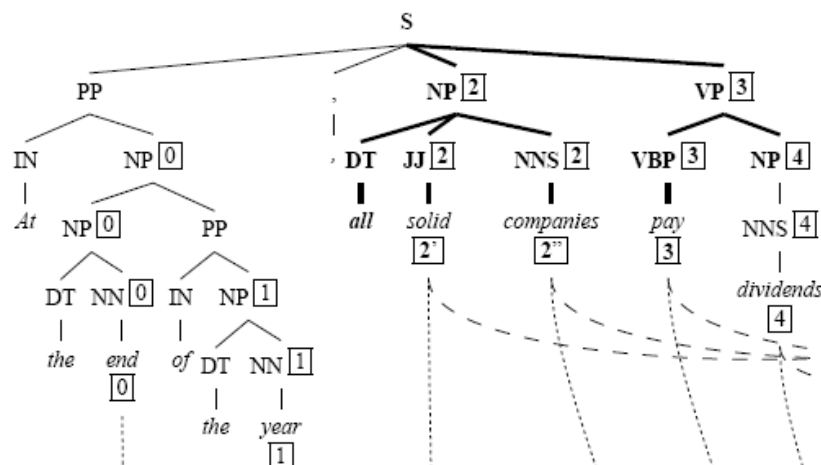 S
PP , NP 2 VP 3
IN NP 0 , DT JJ 2 NNS 2 VBP 3 NP 4
At NP 0 PP all solid companies pay NNS 4
2' 2'' 3
DT NN 0 IN NP 1 dividends
4
the end of DT NN 1
0
the year
1